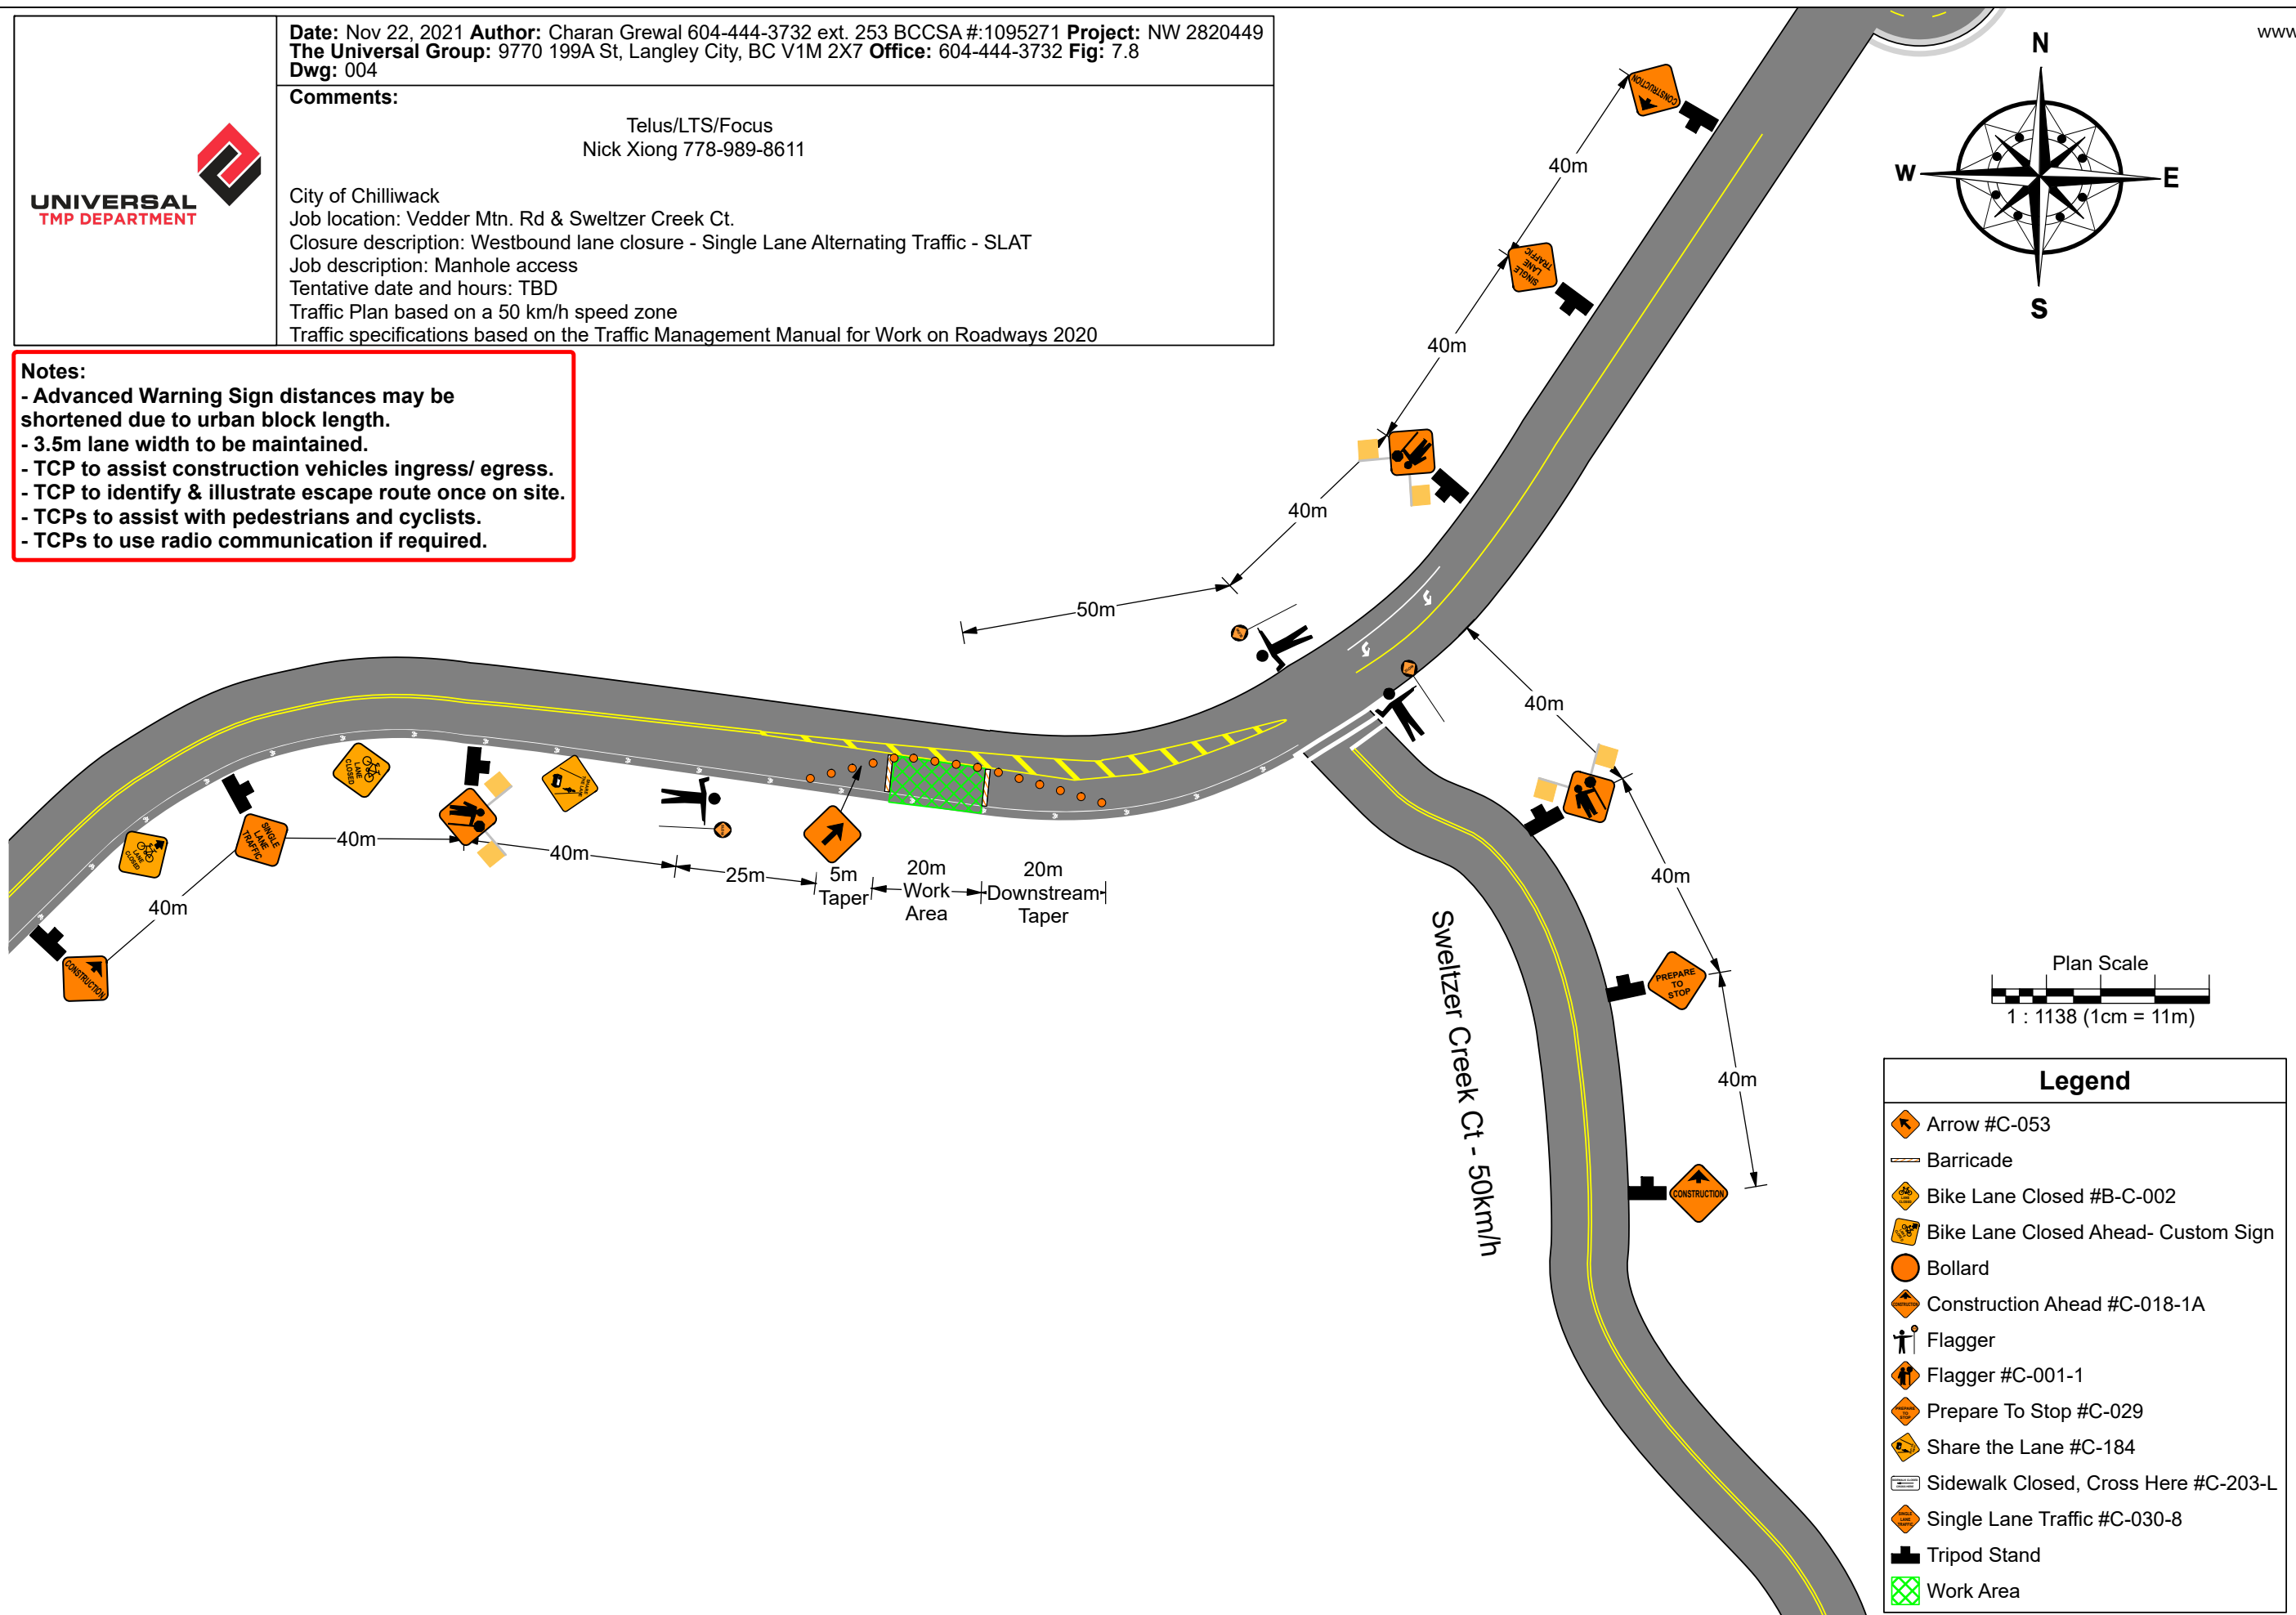 Date: Nov 22, 2021 Author: Charan Grewal 604-444-3732 ext. 253 BCCSA #:1095271 Project: NW 2820449
The Universal Group: 9770 199A St, Langley City, BC V1M 2X7 Office: 604-444-3732 Fig: 7.8
Dwg: 004
UNIVERSAL
TMP DEPARTMENT
Comments:
Telus/LTS/Focus
Nick Xiong 778-989-8611
City of Chilliwack
Job location: Vedder Mtn. Rd & Sweltzer Creek Ct.
Closure description: Westbound lane closure - Single Lane Alternating Traffic - SLAT
Job description: Manhole access
Tentative date and hours: TBD
Traffic Plan based on a 50 km/h speed zone
Traffic specifications based on the Traffic Management Manual for Work on Roadways 2020
Notes:
- Advanced Warning Sign distances may be
shortened due to urban block length.
- 3.5m lane width to be maintained.
- TCP to assist construction vehicles ingress/ egress.
- TCP to identify & illustrate escape route once on site.
- TCPs to assist with pedestrians and cyclists.
- TCPs to use radio communication if required.
www
N
W
E
S
CONSTRUCTION
40m
SINGLE
LANE
TRAFFIC
40m
40m
50m
40m
40m
PREPARE
TO
STOP
40m
CONSTRUCTION
LANE
CLOSED
LANE
CLOSED
SINGLE
LANE
TRAFFIC
CONSTRUCTION
40m
40m
40m
25m
5m
Taper
20m
Work
Area
20m
Downstream
Taper
Sweltzer Creek Ct - 50km/h
Plan Scale
1 : 1138 (1cm = 11m)
Legend
Arrow #C-053
Barricade
Bike Lane Closed #B-C-002
Bike Lane Closed Ahead- Custom Sign
Bollard
Construction Ahead #C-018-1A
Flagger
Flagger #C-001-1
Prepare To Stop #C-029
Share the Lane #C-184
Sidewalk Closed, Cross Here #C-203-L
Single Lane Traffic #C-030-8
Tripod Stand
Work Area